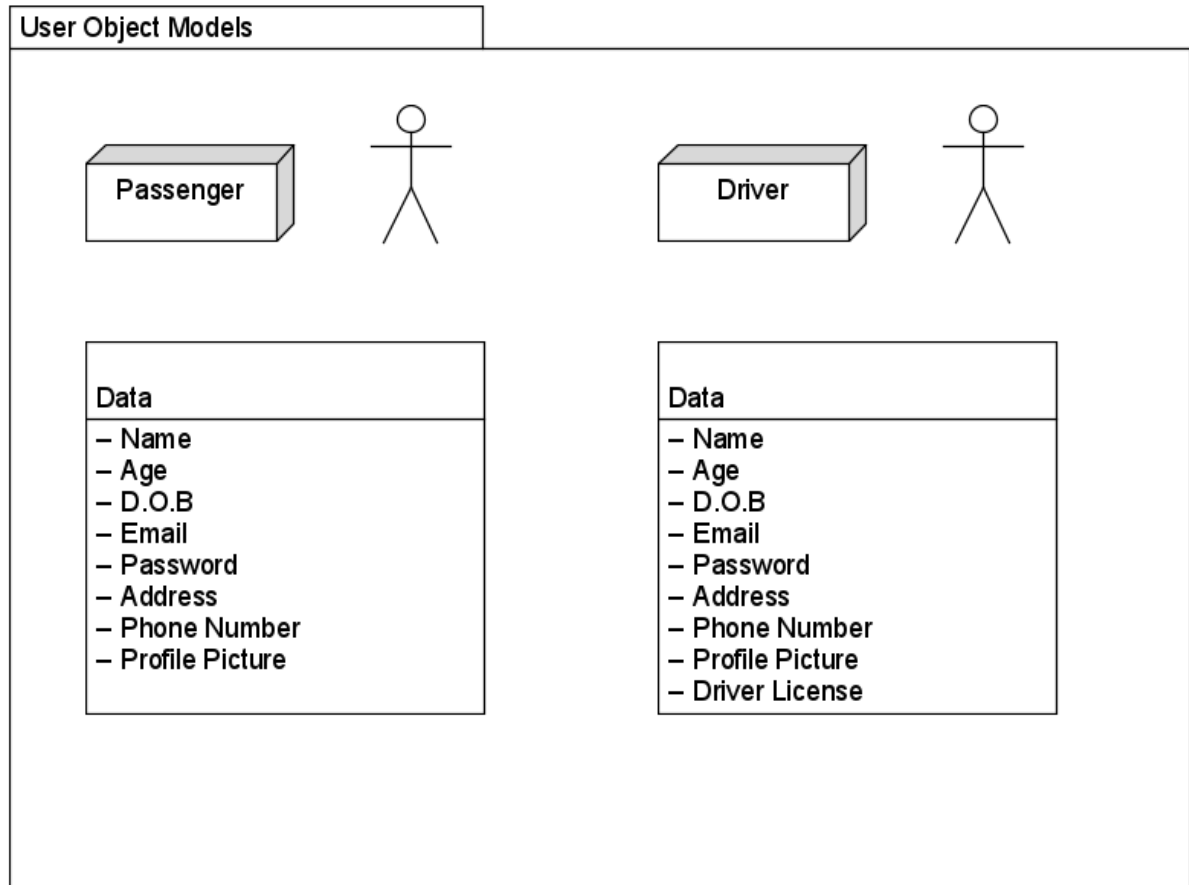 User Object Models
Passenger
Driver
Data
– Name
– Age
– D.O.B
– Email
– Password
– Address
– Phone Number
– Profile Picture
Data
– Name
– Age
– D.O.B
– Email
– Password
– Address
– Phone Number
– Profile Picture
– Driver License